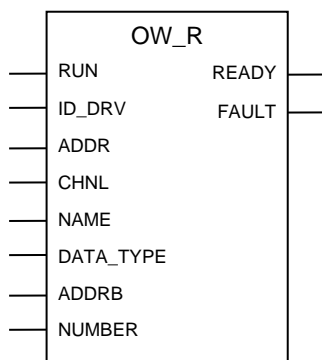 OW_R
RUN READY
ID_DRV FAULT
ADDR
CHNL
NAME
DATA_TYPE
ADDRB
NUMBER